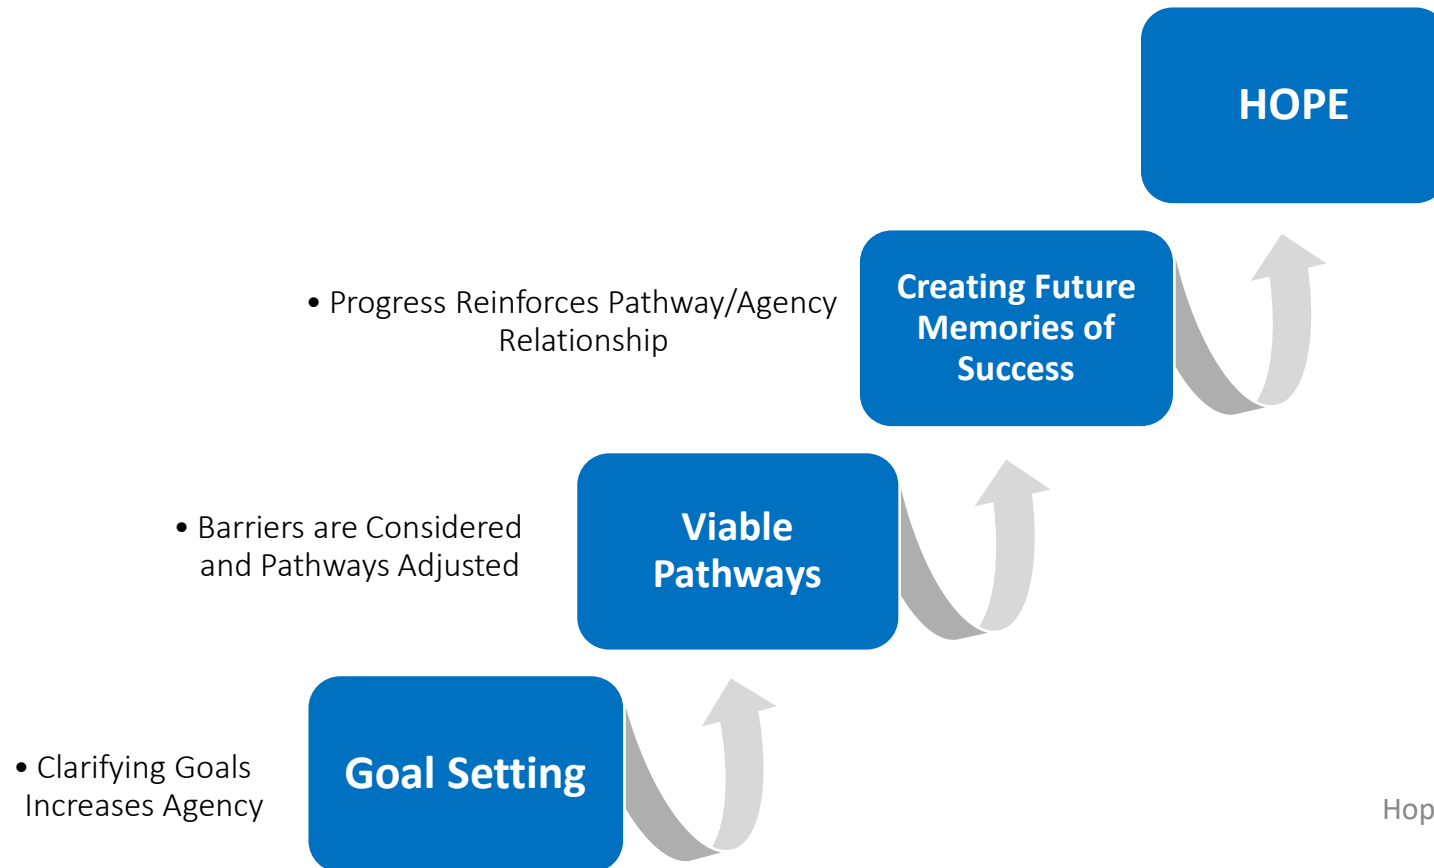 HOPE
• Progress Reinforces Pathway/Agency
Relationship
Creating Future
Memories of
Success
• Barriers are Considered
and Pathways Adjusted
Viable
Pathways
• Clarifying Goals
Increases Agency
Goal Setting
Hop